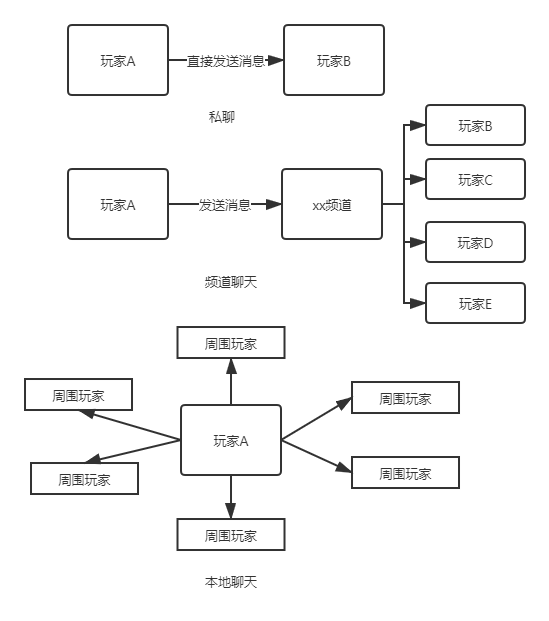 玩家A
直接发送消息
玩家B
私聊
玩家B
玩家C
玩家A
发送消息
xx频道
玩家D
玩家E
频道聊天
周围玩家
周围玩家
周围玩家
玩家A
周围玩家
周围玩家
周围玩家
本地聊天